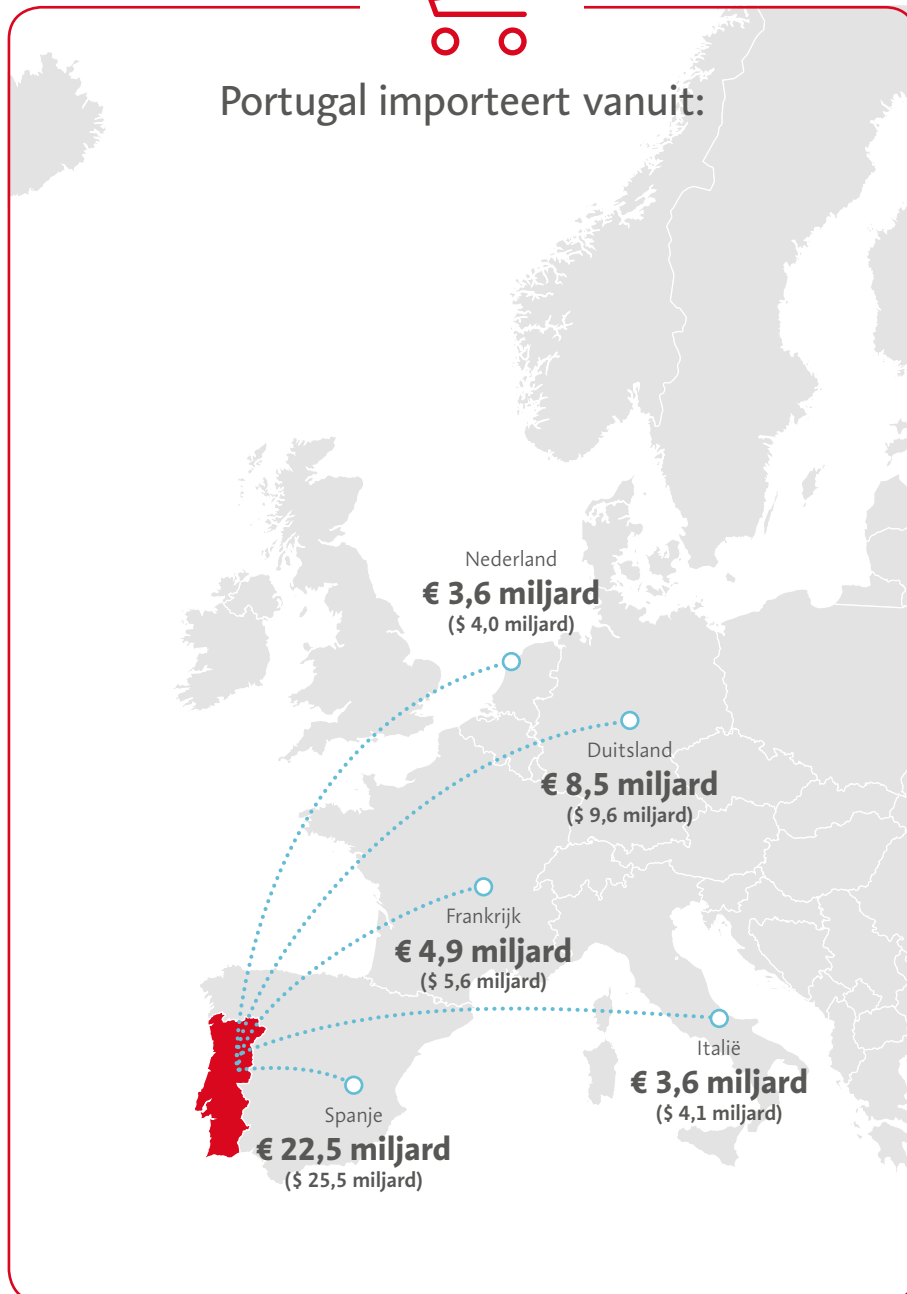 Portugal importeert vanuit:
Nederland
€ 3,6 miljard
($ 4,0 miljard)
Duitsland
€ 8,5 miljard
($ 9,6 miljard)
Frankrijk
€ 4,9 miljard
($ 5,6 miljard)
Italië
€ 3,6 miljard
($ 4,1 miljard)
Spanje
€ 22,5 miljard
($ 25,5 miljard)